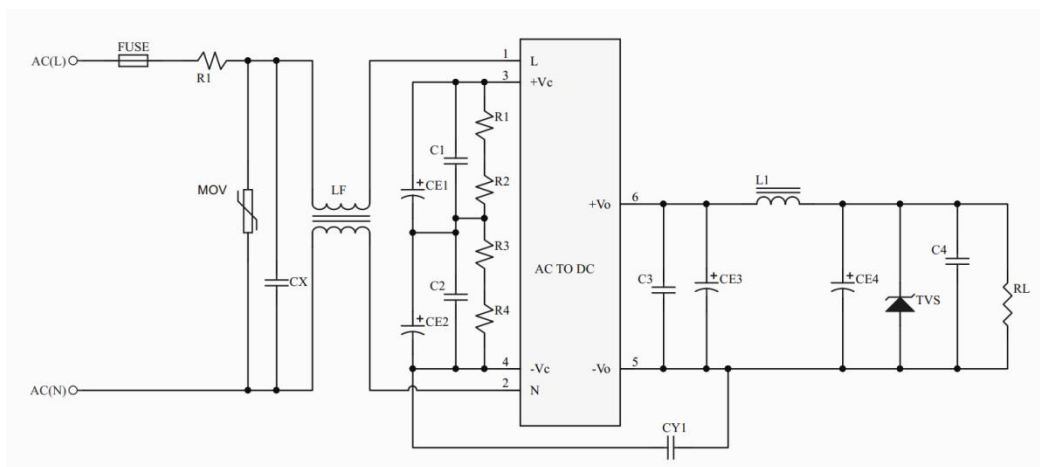 FUSE
AC(L)
R1
1
L
3
+Vc
R1
C1
MOV
LF
CE1
+
R2
6
L1
+Vo
R3
AC TO DC
C3
+
CE3
+
CE4
C4
CX
C2
TVS
RL
+
CE2
R4
4
-Vc
-Vo
5
AC(N)
2
N
CY1